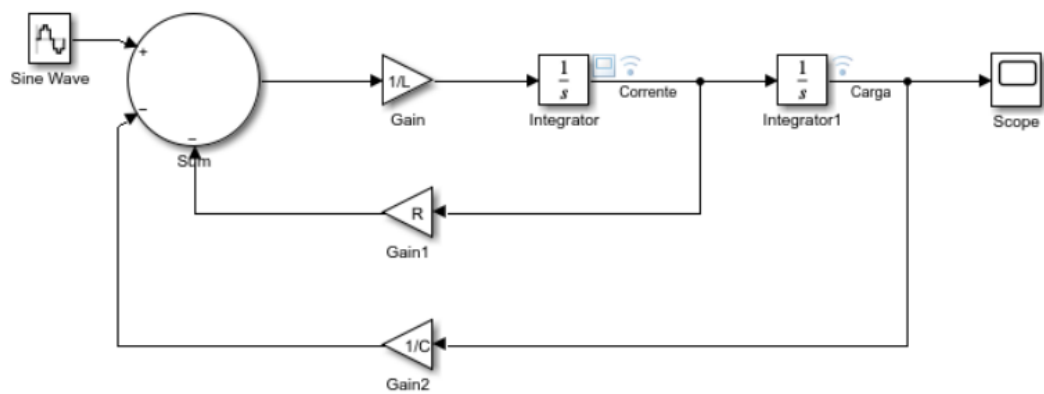 Sine Wave
+
−
−
Sum
1/L
Gain
1
s
Integrator
Corrente
1
s
Integrator1
Carga
Scope
R
Gain1
1/C
Gain2